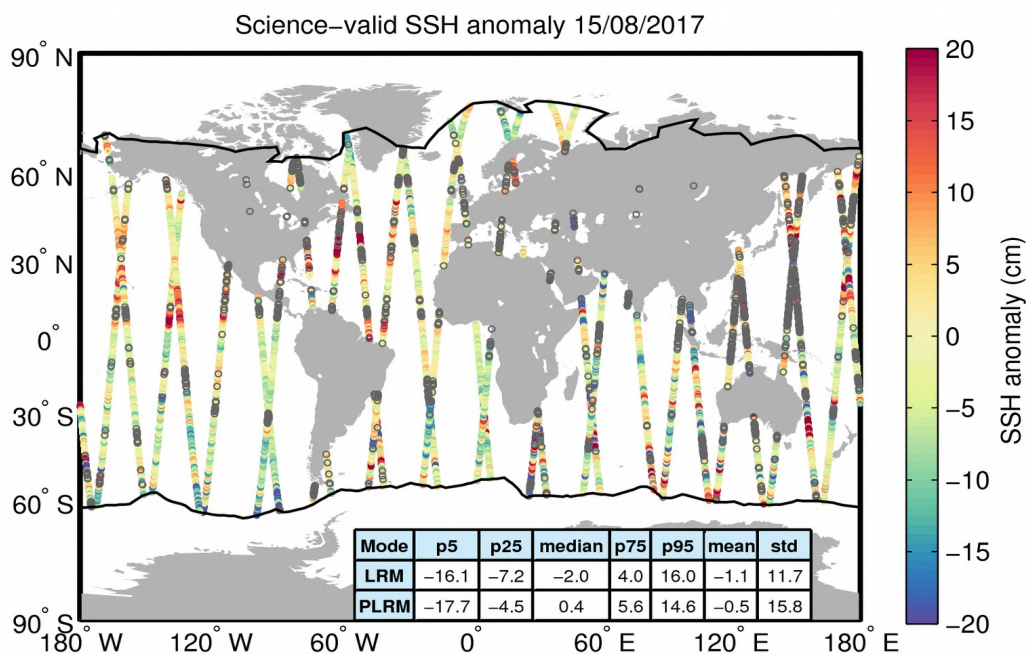 Science−valid SSH anomaly 15/08/2017
90° N
60° N
30° N
0°
30° S
60° S
90° S
180° W
120° W
60° W
0°
60° E
120° E
180° E
Mode p5 p25 median p75 p95 mean std
LRM −16.1 −7.2 −2.0 4.0 16.0 −1.1 11.7
PLRM −17.7 −4.5 0.4 5.6 14.6 −0.5 15.8
20
15
10
5
0
−5
−10
−15
−20
SSH anomaly (cm)